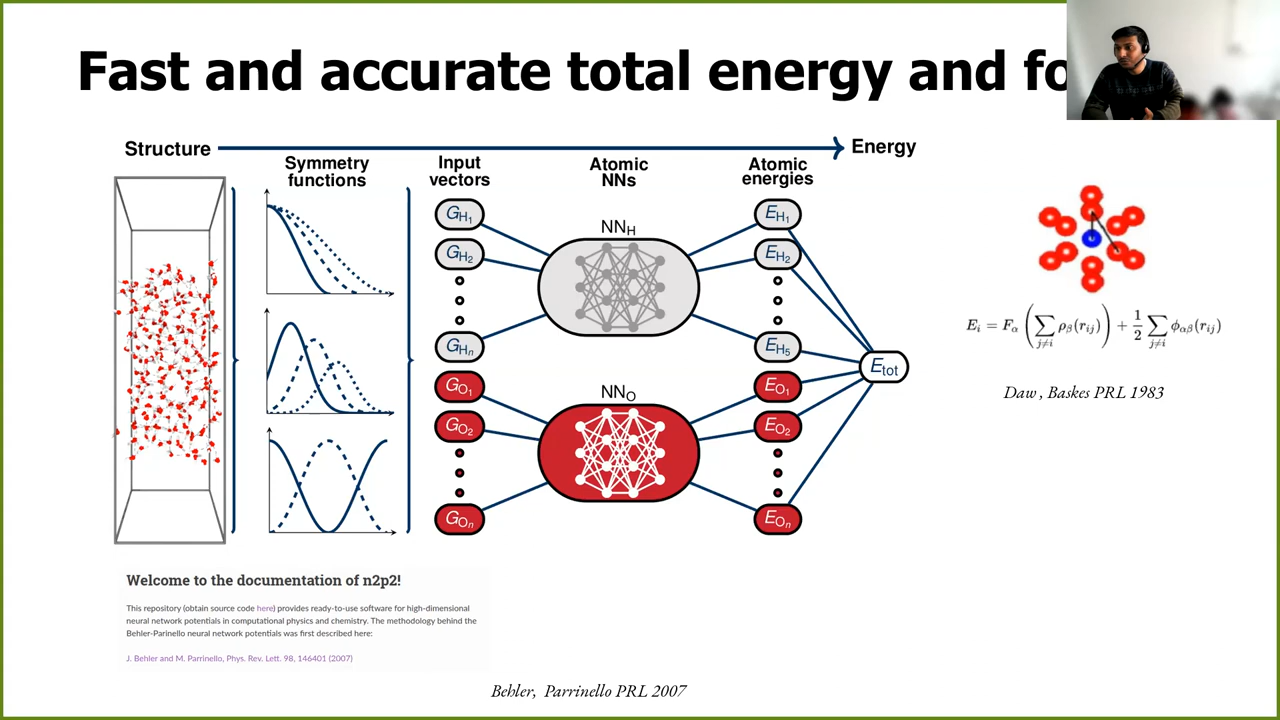 Fast and accurate total energy and fo
Structure
Energy
Symmetry
functions
Input
vectors
Atomic
NNs
Atomic
energies
G_H1
G_H2
G_Hn
G_O1
G_O2
G_On
NN_H
NN_O
E_H1
E_H2
E_H5
E_O1
E_O2
E_On
E_tot
E_i = F_α ( ∑_{j≠i} ρ_β(r_ij) ) + 1/2 ∑_{j≠i} ϕ_αβ(r_ij)
Daw , Baskes PRL 1983
Welcome to the documentation of n2p2!
This repository (obtain source code here) provides ready-to-use software for high-dimensional
neural network potentials in computational physics and chemistry. The methodology behind the
Behler-Parinello neural network potentials was first described here:
J. Behler and M. Parrinello, Phys. Rev. Lett. 98, 146401 (2007)
Behler, Parrinello PRL 2007